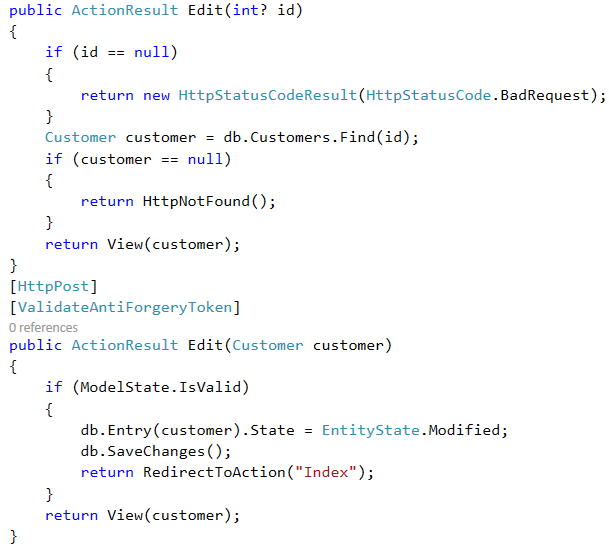 public ActionResult Edit(int? id)
{
    if (id == null)
    {
        return new HttpStatusCodeResult(HttpStatusCode.BadRequest);
    }
    Customer customer = db.Customers.Find(id);
    if (customer == null)
    {
        return HttpNotFound();
    }
    return View(customer);
}
[HttpPost]
[ValidateAntiForgeryToken]
0 references
public ActionResult Edit(Customer customer)
{
    if (ModelState.IsValid)
    {
        db.Entry(customer).State = EntityState.Modified;
        db.SaveChanges();
        return RedirectToAction("Index");
    }
    return View(customer);
}